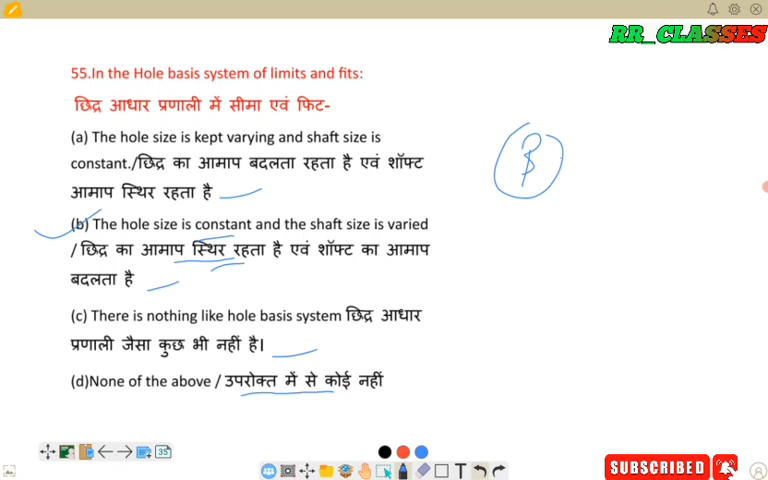 RR_CLASSES
55.In the Hole basis system of limits and fits:
छिद्र आधार प्रणाली में सीमा एवं फिट-
(a) The hole size is kept varying and shaft size is
constant./छिद्र का आमाप बदलता रहता है एवं शॉफ्ट
आमाप स्थिर रहता है
(b) The hole size is constant and the shaft size is varied
/ छिद्र का आमाप स्थिर रहता है एवं शॉफ्ट का आमाप
बदलता है
(c) There is nothing like hole basis system छिद्र आधार
प्रणाली जैसा कुछ भी नहीं है।
(d)None of the above / उपरोक्त में से कोई नहीं
B
35
T
SUBSCRIBED